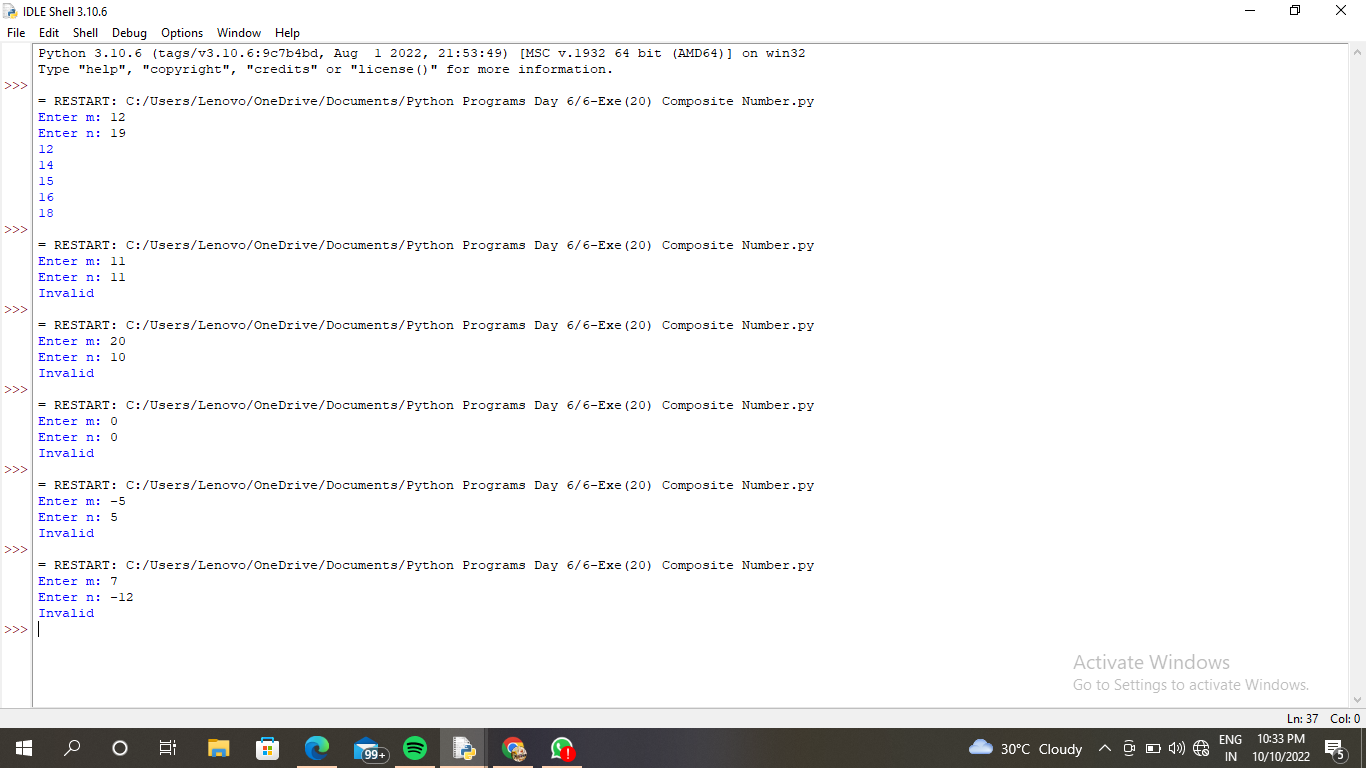 IDLE Shell 3.10.6
File Edit Shell Debug Options Window Help
Python 3.10.6 (tags/v3.10.6:9c7b4bd, Aug  1 2022, 21:53:49) [MSC v.1932 64 bit (AMD64)] on win32
Type "help", "copyright", "credits" or "license()" for more information.
>>>
= RESTART: C:/Users/Lenovo/OneDrive/Documents/Python Programs Day 6/6-Exe(20) Composite Number.py
Enter m: 12
Enter n: 19
12
14
15
16
18
>>>
= RESTART: C:/Users/Lenovo/OneDrive/Documents/Python Programs Day 6/6-Exe(20) Composite Number.py
Enter m: 11
Enter n: 11
Invalid
>>>
= RESTART: C:/Users/Lenovo/OneDrive/Documents/Python Programs Day 6/6-Exe(20) Composite Number.py
Enter m: 20
Enter n: 10
Invalid
>>>
= RESTART: C:/Users/Lenovo/OneDrive/Documents/Python Programs Day 6/6-Exe(20) Composite Number.py
Enter m: 0
Enter n: 0
Invalid
>>>
= RESTART: C:/Users/Lenovo/OneDrive/Documents/Python Programs Day 6/6-Exe(20) Composite Number.py
Enter m: -5
Enter n: 5
Invalid
>>>
= RESTART: C:/Users/Lenovo/OneDrive/Documents/Python Programs Day 6/6-Exe(20) Composite Number.py
Enter m: 7
Enter n: -12
Invalid
>>>
Activate Windows
Go to Settings to activate Windows.
Ln: 37 Col: 0
99+
30°C Cloudy
ENG
IN
10:33 PM
10/10/2022
5